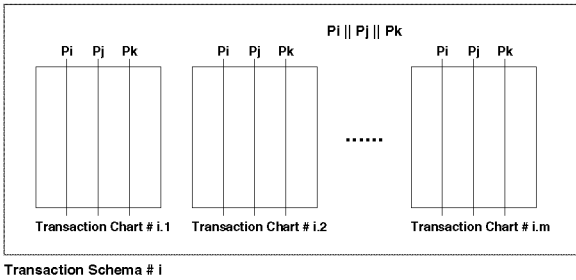 Pi || Pj || Pk
Pi Pj Pk
Pi Pj Pk
Pi Pj Pk
......
Transaction Chart # i.1
Transaction Chart # i.2
Transaction Chart # i.m
Transaction Schema # i